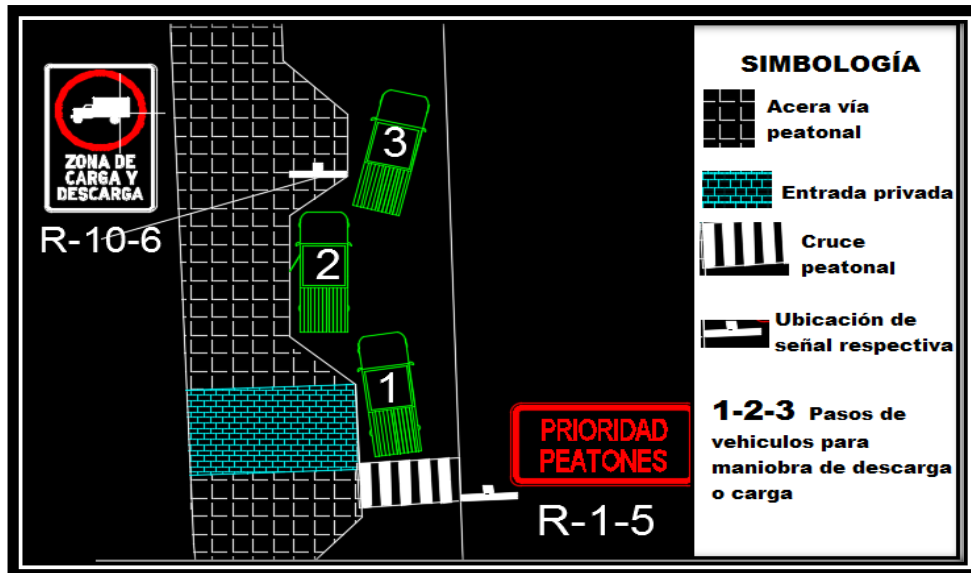 ZONA DE
CARGA Y
DESCARGA
R-10-6
3
2
1
PRIORIDAD
PEATONES
R-1-5
SIMBOLOGÍA
Acera vía
peatonal
Entrada privada
Cruce
peatonal
Ubicación de
señal respectiva
1-2-3 Pasos de
vehiculos para
maniobra de descarga
o carga